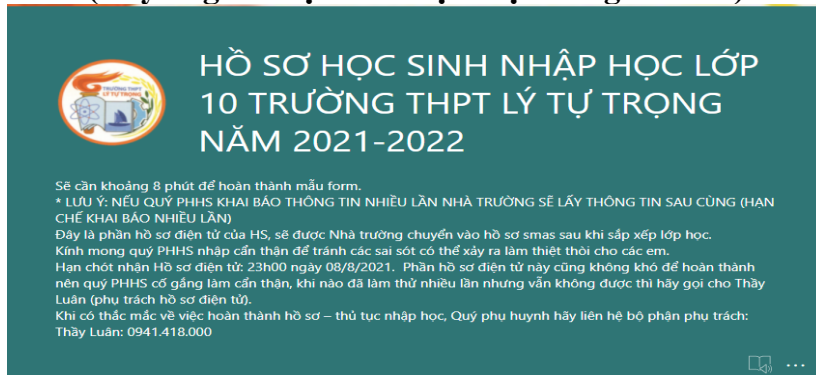 HỒ SƠ HỌC SINH NHẬP HỌC LỚP
10 TRƯỜNG THPT LÝ TỰ TRỌNG
NĂM 2021-2022
TRƯỜNG THPT
LÝ TỰ TRỌNG
Sẽ cần khoảng 8 phút để hoàn thành mẫu form.
* LƯU Ý: NẾU QUÝ PHHS KHAI BÁO THÔNG TIN NHIỀU LẦN NHÀ TRƯỜNG SẼ LẤY THÔNG TIN SAU CÙNG (HẠN
CHẾ KHAI BÁO NHIỀU LẦN)
Đây là phần hồ sơ điện tử của HS, sẽ được Nhà trường chuyển vào hồ sơ smas sau khi sắp xếp lớp học.
Kính mong quý PHHS nhập cẩn thận để tránh các sai sót có thể xảy ra làm thiệt thòi cho các em.
Hạn chót nhận Hồ sơ điện tử: 23h00 ngày 08/8/2021. Phần hồ sơ điện tử này cũng không khó để hoàn thành
nên quý PHHS cố gắng làm cẩn thận, khi nào đã làm thử nhiều lần nhưng vẫn không được thì hãy gọi cho Thầy
Luân (phụ trách hồ sơ điện tử).
Khi có thắc mắc về việc hoàn thành hồ sơ – thủ tục nhập học, Quý phụ huynh hãy liên hệ bộ phận phụ trách:
Thầy Luân: 0941.418.000